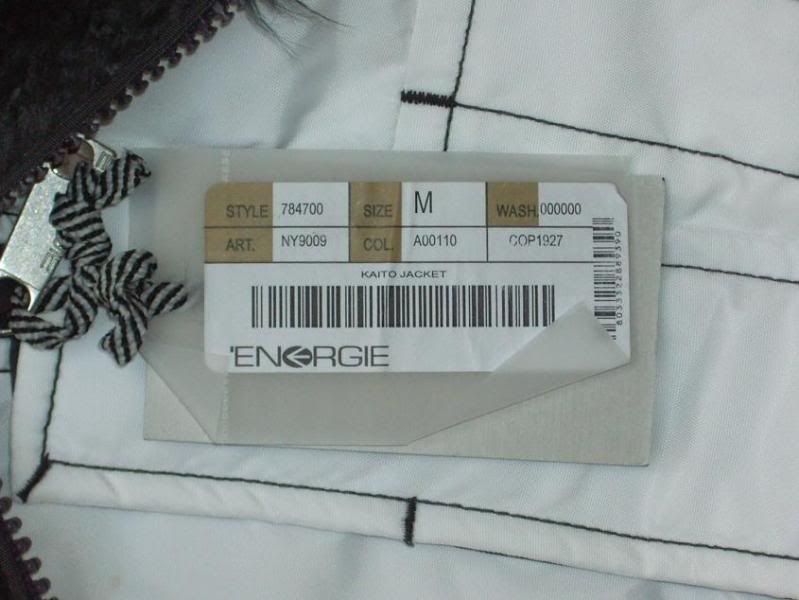 STYLE 784700 SIZE M WASH. 000000
ART. NY9009 COL. A00110 COP1927
KAITO JACKET
'ENERGIE